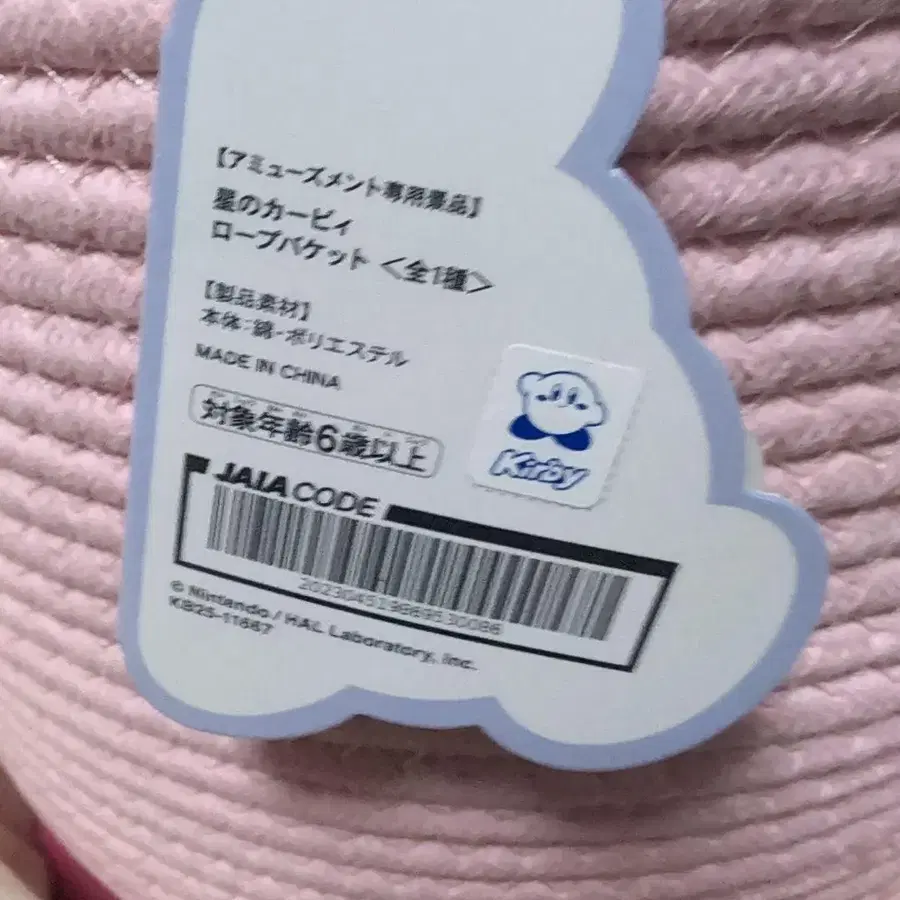 【アミューズメント専用景品】
星のカービィ
ロープバケット <全1種>
【製品素材】
本体:綿・ポリエステル
MADE IN CHINA
対象年齢6歳以上
Kirby
JAIA CODE
© Nintendo / HAL Laboratory, Inc.
KB25-11667